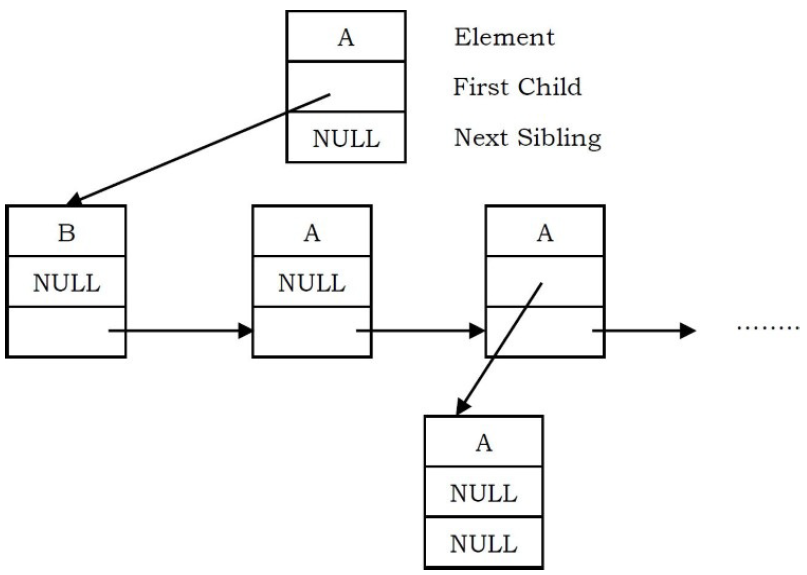 A Element
First Child
NULL Next Sibling
B A A
NULL NULL
........
A
NULL
NULL